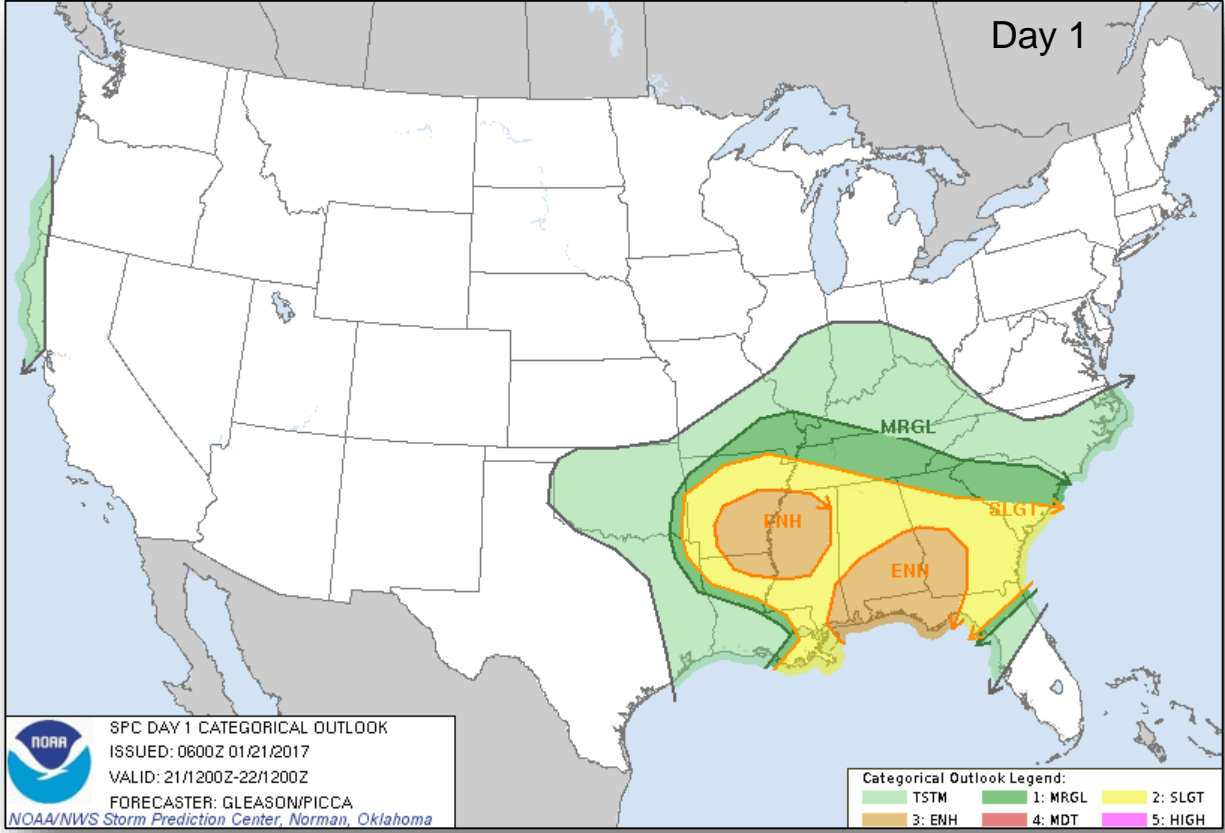 Day 1
MRGL
SLGT
ENH
ENH
NOAA
SPC DAY 1 CATEGORICAL OUTLOOK
ISSUED: 0600Z 01/21/2017
VALID: 21/1200Z-22/1200Z
FORECASTER: GLEASON/PICCA
NOAA/NWS Storm Prediction Center, Norman, Oklahoma
Categorical Outlook Legend:
TSTM 1: MRGL 2: SLGT
3: ENH 4: MDT 5: HIGH